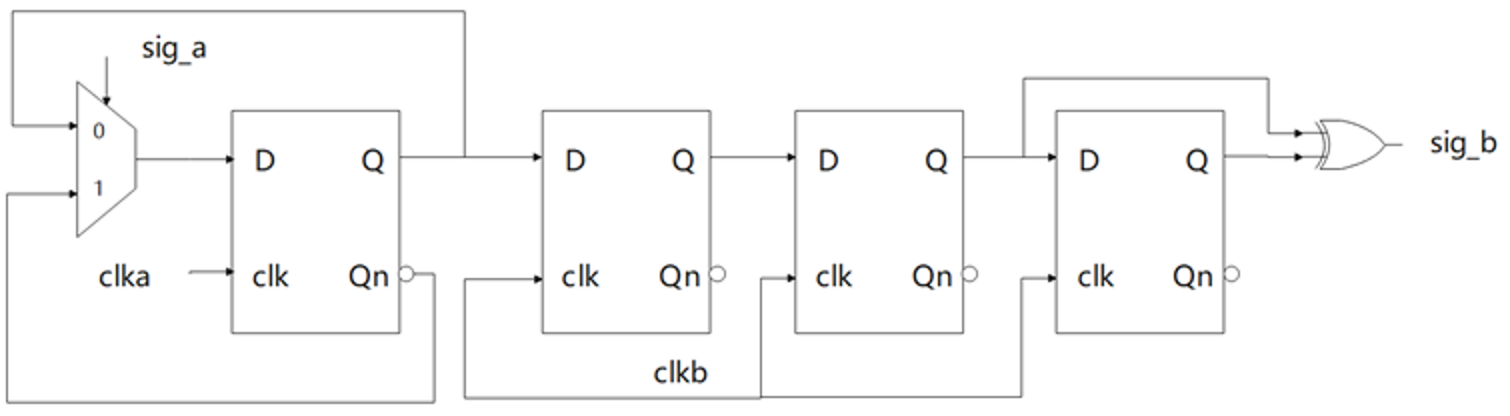 sig_a
0
1
D Q
clk Qn
clka
D Q
clk Qn
D Q
clk Qn
D Q
clk Qn
clkb
sig_b